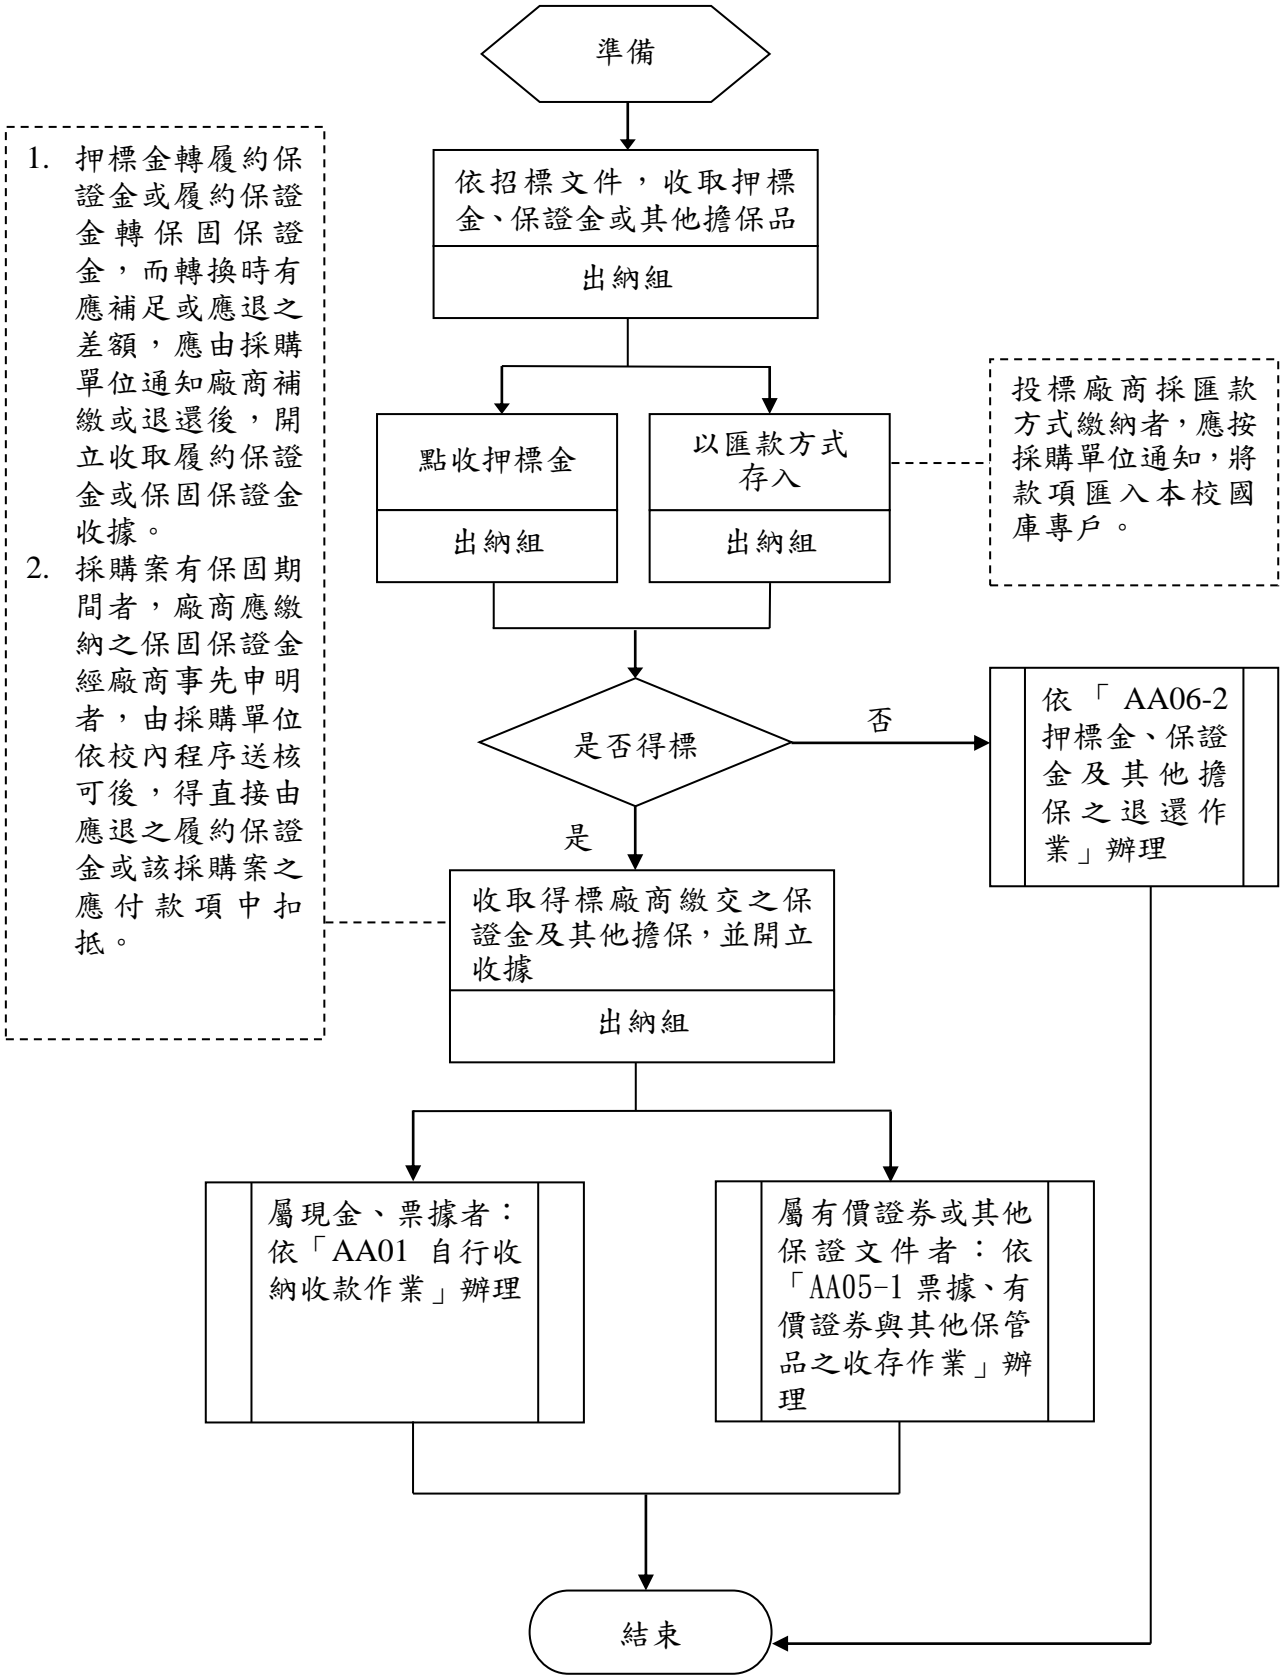 準備
1. 押標金轉履約保
證金或履約保證
金轉保固保證
金，而轉換時有
應補足或應退之
差額，應由採購
單位通知廠商補
繳或退還後，開
立收取履約保證
金或保固保證金
收據。
2. 採購案有保固期
間者，廠商應繳
納之保固保證金
經廠商事先申明
者，由採購單位
依校內程序送核
可後，得直接由
應退之履約保證
金或該採購案之
應付款項中扣
抵。
依招標文件，收取押標
金、保證金或其他擔保品
出納組
點收押標金
出納組
以匯款方式
存入
出納組
投標廠商採匯款
方式繳納者，應按
採購單位通知，將
款項匯入本校國
庫專戶。
是否得標
否
依「AA06-2
押標金、保證
金及其他擔
保之退還作
業」辦理
是
收取得標廠商繳交之保
證金及其他擔保，並開立
收據
出納組
屬現金、票據者：
依「AA01 自行收
納收款作業」辦理
屬有價證券或其他
保證文件者：依
「AA05-1 票據、有
價證券與其他保管
品之收存作業」辦
理
結束